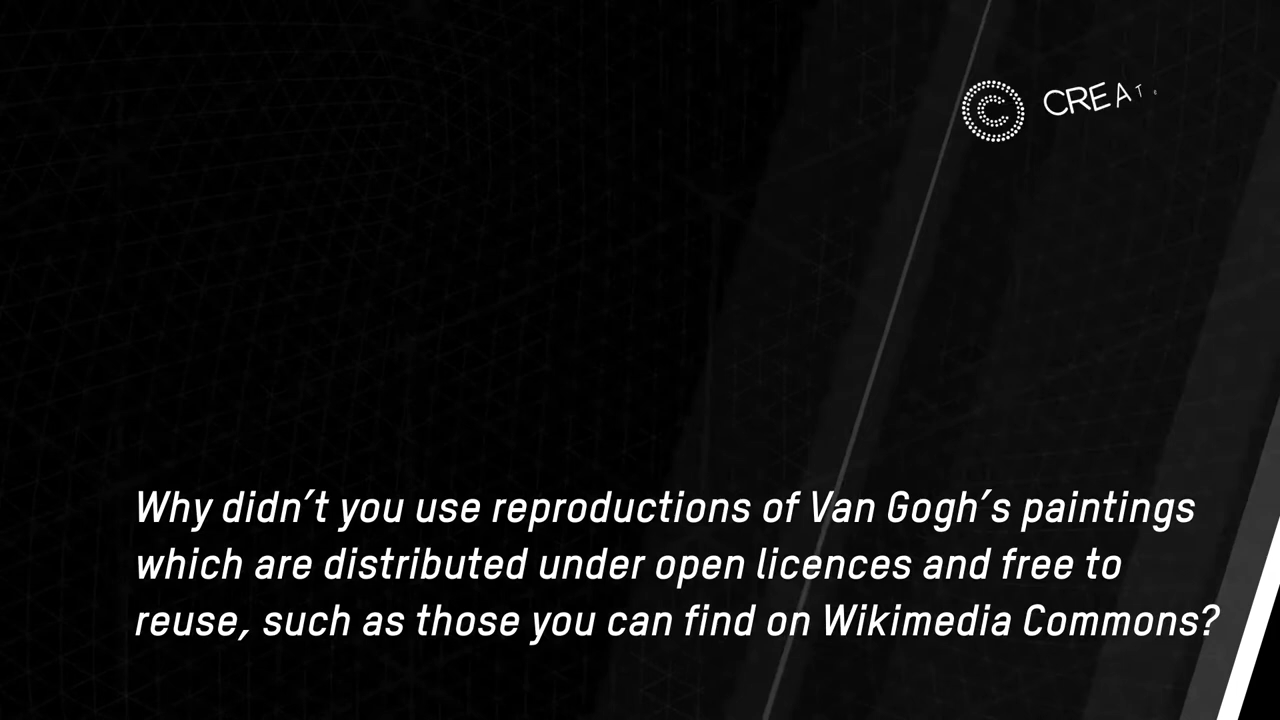 CREATe
Why didn’t you use reproductions of Van Gogh’s paintings
which are distributed under open licences and free to
reuse, such as those you can find on Wikimedia Commons?